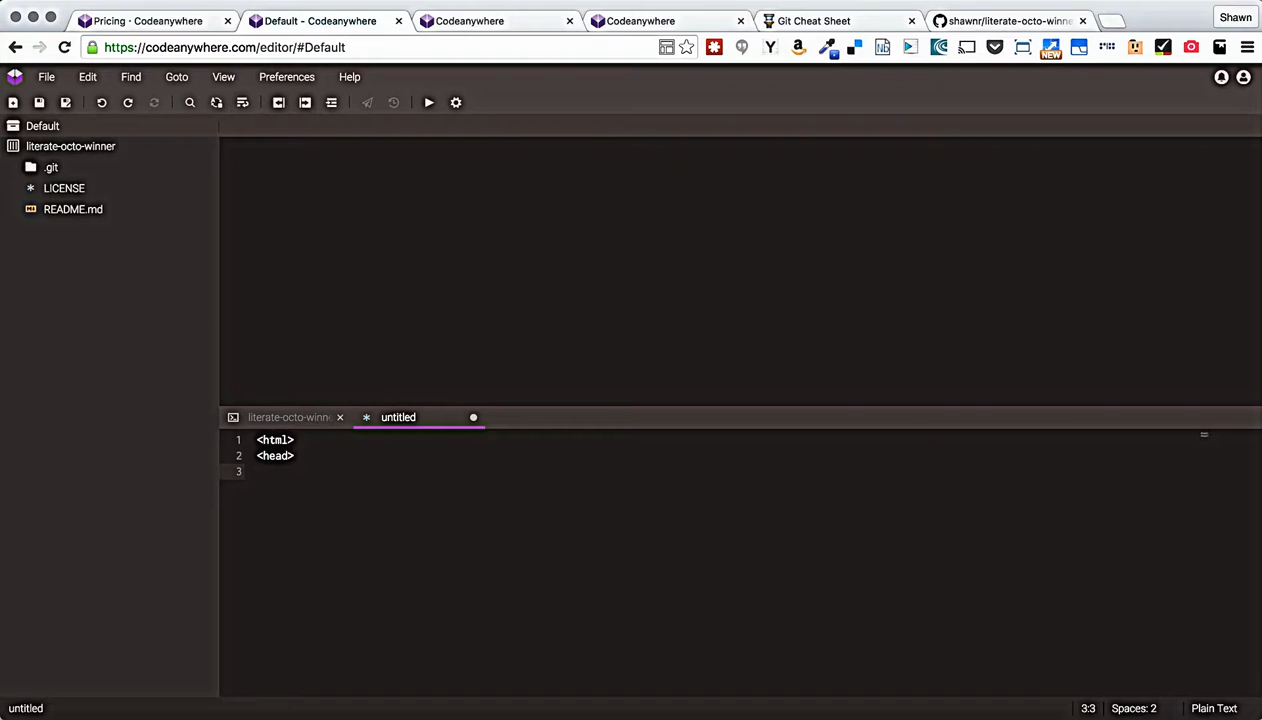 Pricing · Codeanywhere
Default - Codeanywhere
Codeanywhere
Codeanywhere
Git Cheat Sheet
shawnr/literate-octo-winne
Shawn
https://codeanywhere.com/editor/#Default
Y
NEW
File Edit Find Goto View Preferences Help
Default
literate-octo-winner
.git
LICENSE
README.md
literate-octo-winne
untitled
1 <html>
2 <head>
3
untitled
3:3
Spaces: 2
Plain Text